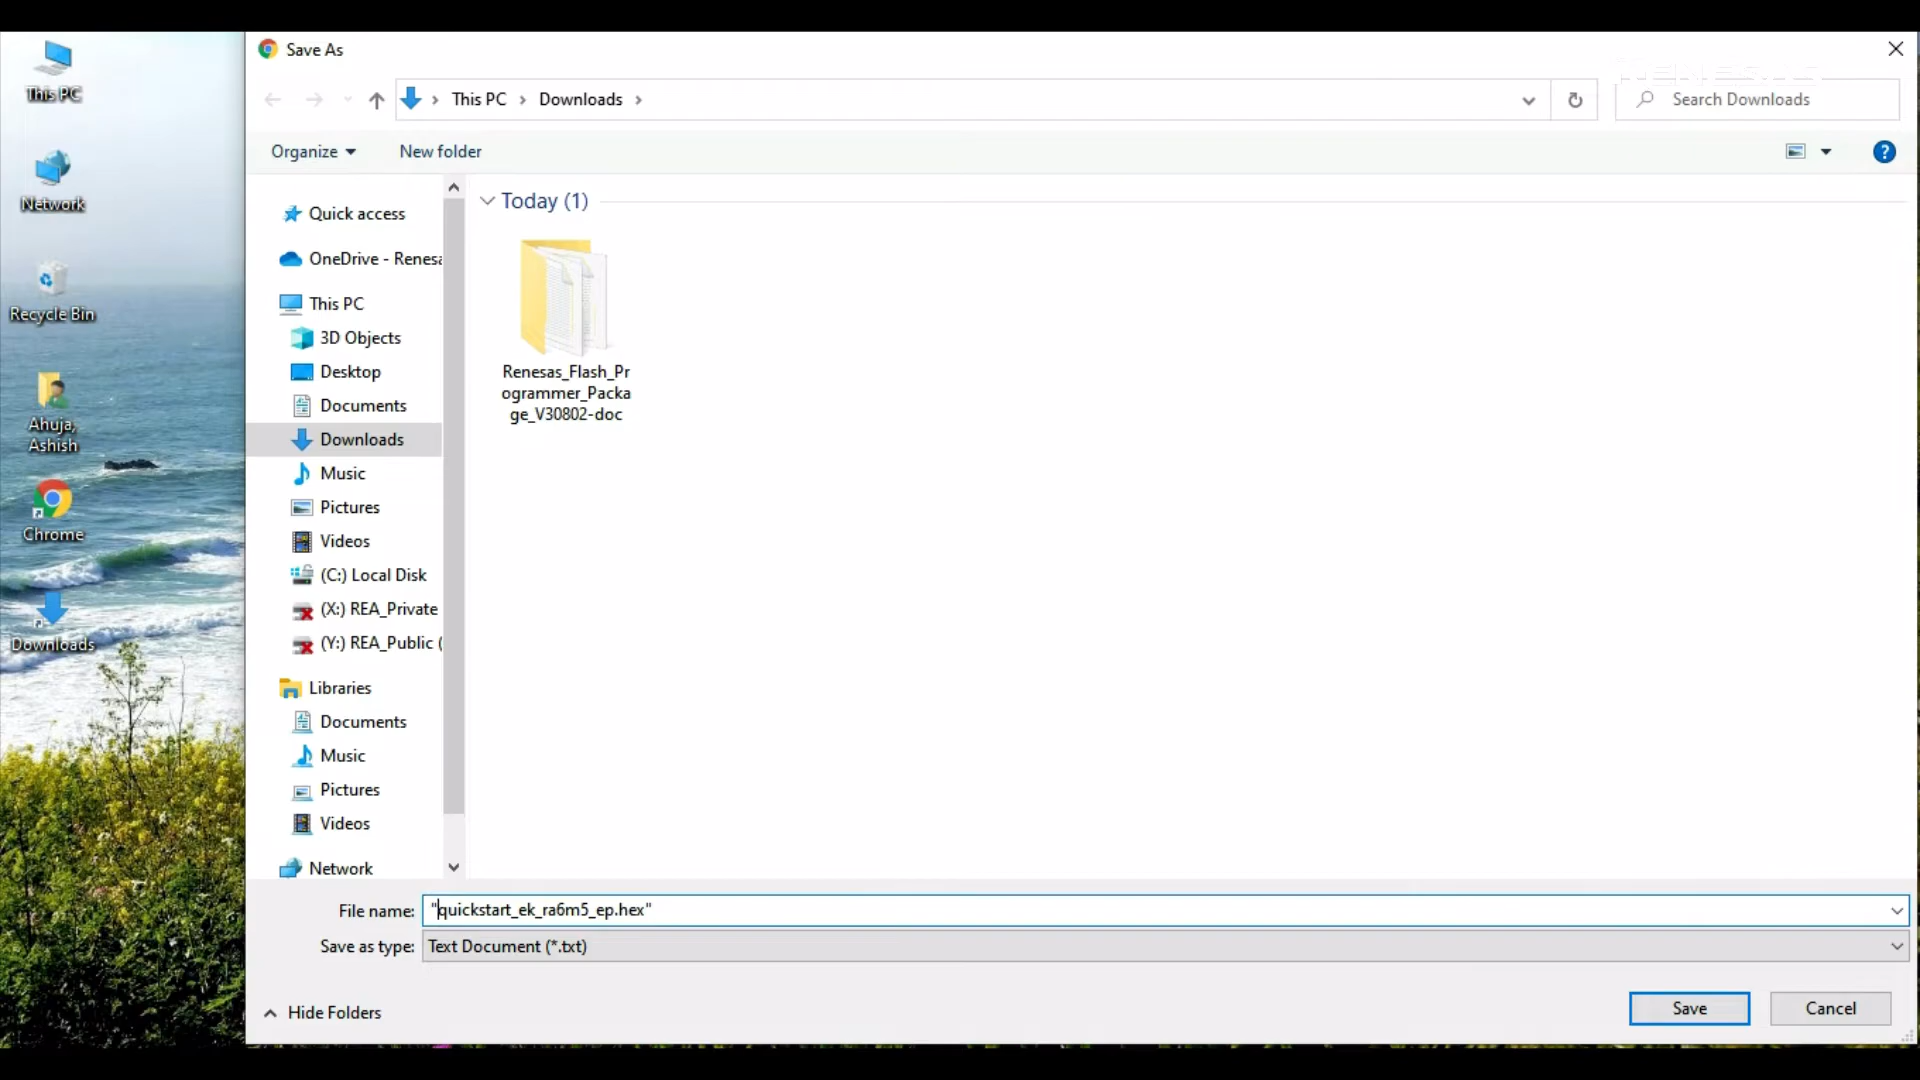 This PC
Network
Recycle Bin
Ahuja,
Ashish
Chrome
Downloads
Save As
This PC
Downloads
Search Downloads
Organize
New folder
Quick access
OneDrive - Renesa
This PC
3D Objects
Desktop
Documents
Downloads
Music
Pictures
Videos
(C:) Local Disk
(X:) REA_Private
(Y:) REA_Public (
Libraries
Documents
Music
Pictures
Videos
Network
Today (1)
Renesas_Flash_Pr
ogrammer_Packa
ge_V30802-doc
File name: "quickstart_ek_ra6m5_ep.hex"
Save as type: Text Document (*.txt)
Hide Folders
Save
Cancel